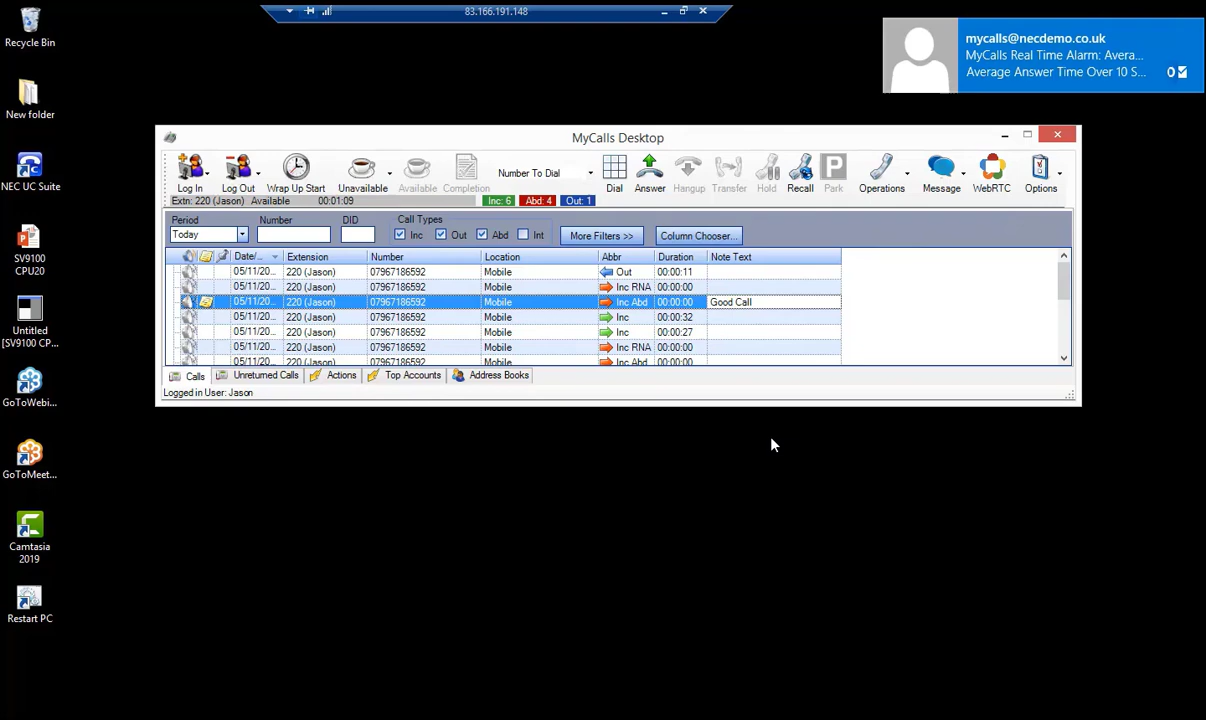 83.166.191.148
Recycle Bin
New folder
NEC UC Suite
SV9100
CPU20
Untitled
[SV9100 CP...
GoToWebi...
GoToMeet...
Camtasia
2019
Restart PC
mycalls@necdemo.co.uk
MyCalls Real Time Alarm: Avera...
Average Answer Time Over 10 S...
0
MyCalls Desktop
Number To Dial
Log In Log Out Wrap Up Start Unavailable Available Completion Dial Answer Hangup Transfer Hold Recall Park Operations Message WebRTC Options
Extn: 220 (Jason) Available 00:01:09 Inc: 6 Abd: 4 Out: 1
Period Number DID Call Types
Today Inc Out Abd Int More Filters >> Column Chooser...
Date/... Extension Number Location Abbr Duration Note Text
05/11/20... 220 (Jason) 07967186592 Mobile Out 00:00:11
05/11/20... 220 (Jason) 07967186592 Mobile Inc RNA 00:00:00
05/11/20... 220 (Jason) 07967186592 Mobile Inc Abd 00:00:00 Good Call
05/11/20... 220 (Jason) 07967186592 Mobile Inc 00:00:32
05/11/20... 220 (Jason) 07967186592 Mobile Inc 00:00:27
05/11/20... 220 (Jason) 07967186592 Mobile Inc RNA 00:00:00
05/11/20... 220 (Jason) 07967186592 Mobile Inc Abd 00:00:00
Calls Unreturned Calls Actions Top Accounts Address Books
Logged in User: Jason